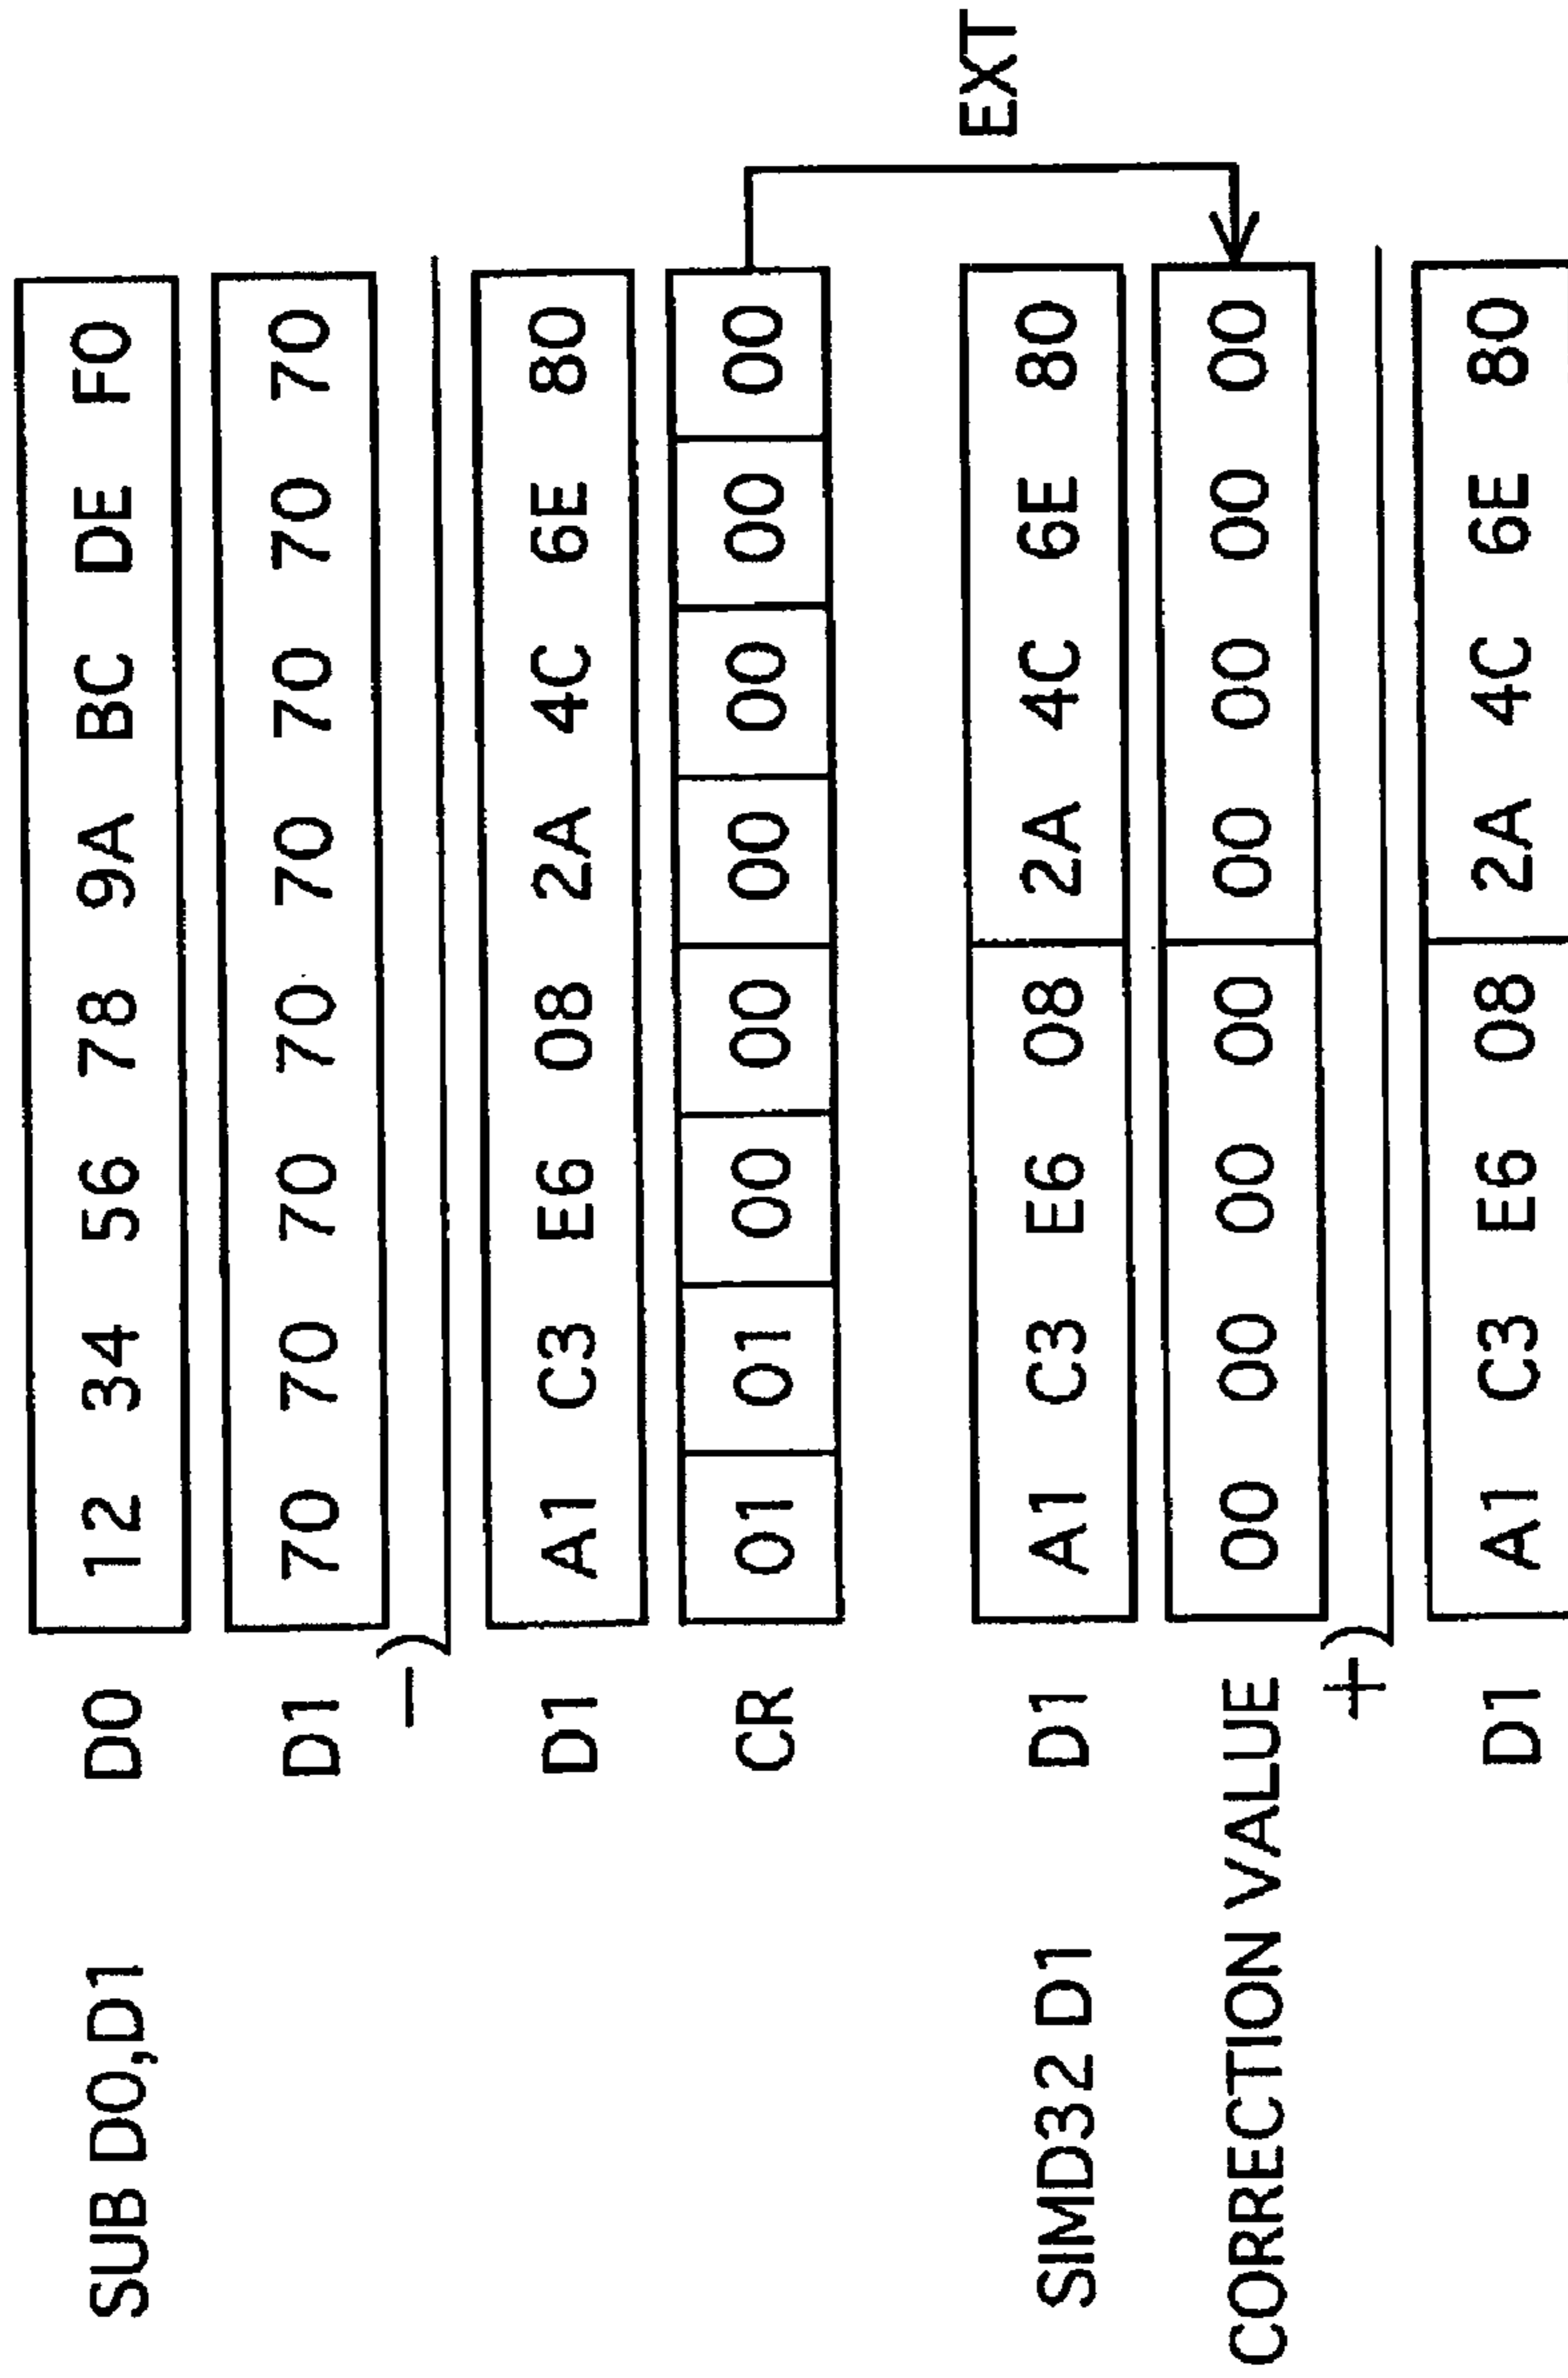 SUB D0,D1 D0 12 34 56 78 9A BC DE F0
D1 70 70 70 70 70 70 70 70
−)
D1 A1 C3 E6 08 2A 4C 6E 80
CR 01 01 00 00 00 00 00 00
EXT
SIMD32 D1 D1 A1 C3 E6 08 2A 4C 6E 80
CORRECTION VALUE 00 00 00 00 00 00 00 00
+)
D1 A1 C3 E6 08 2A 4C 6E 80